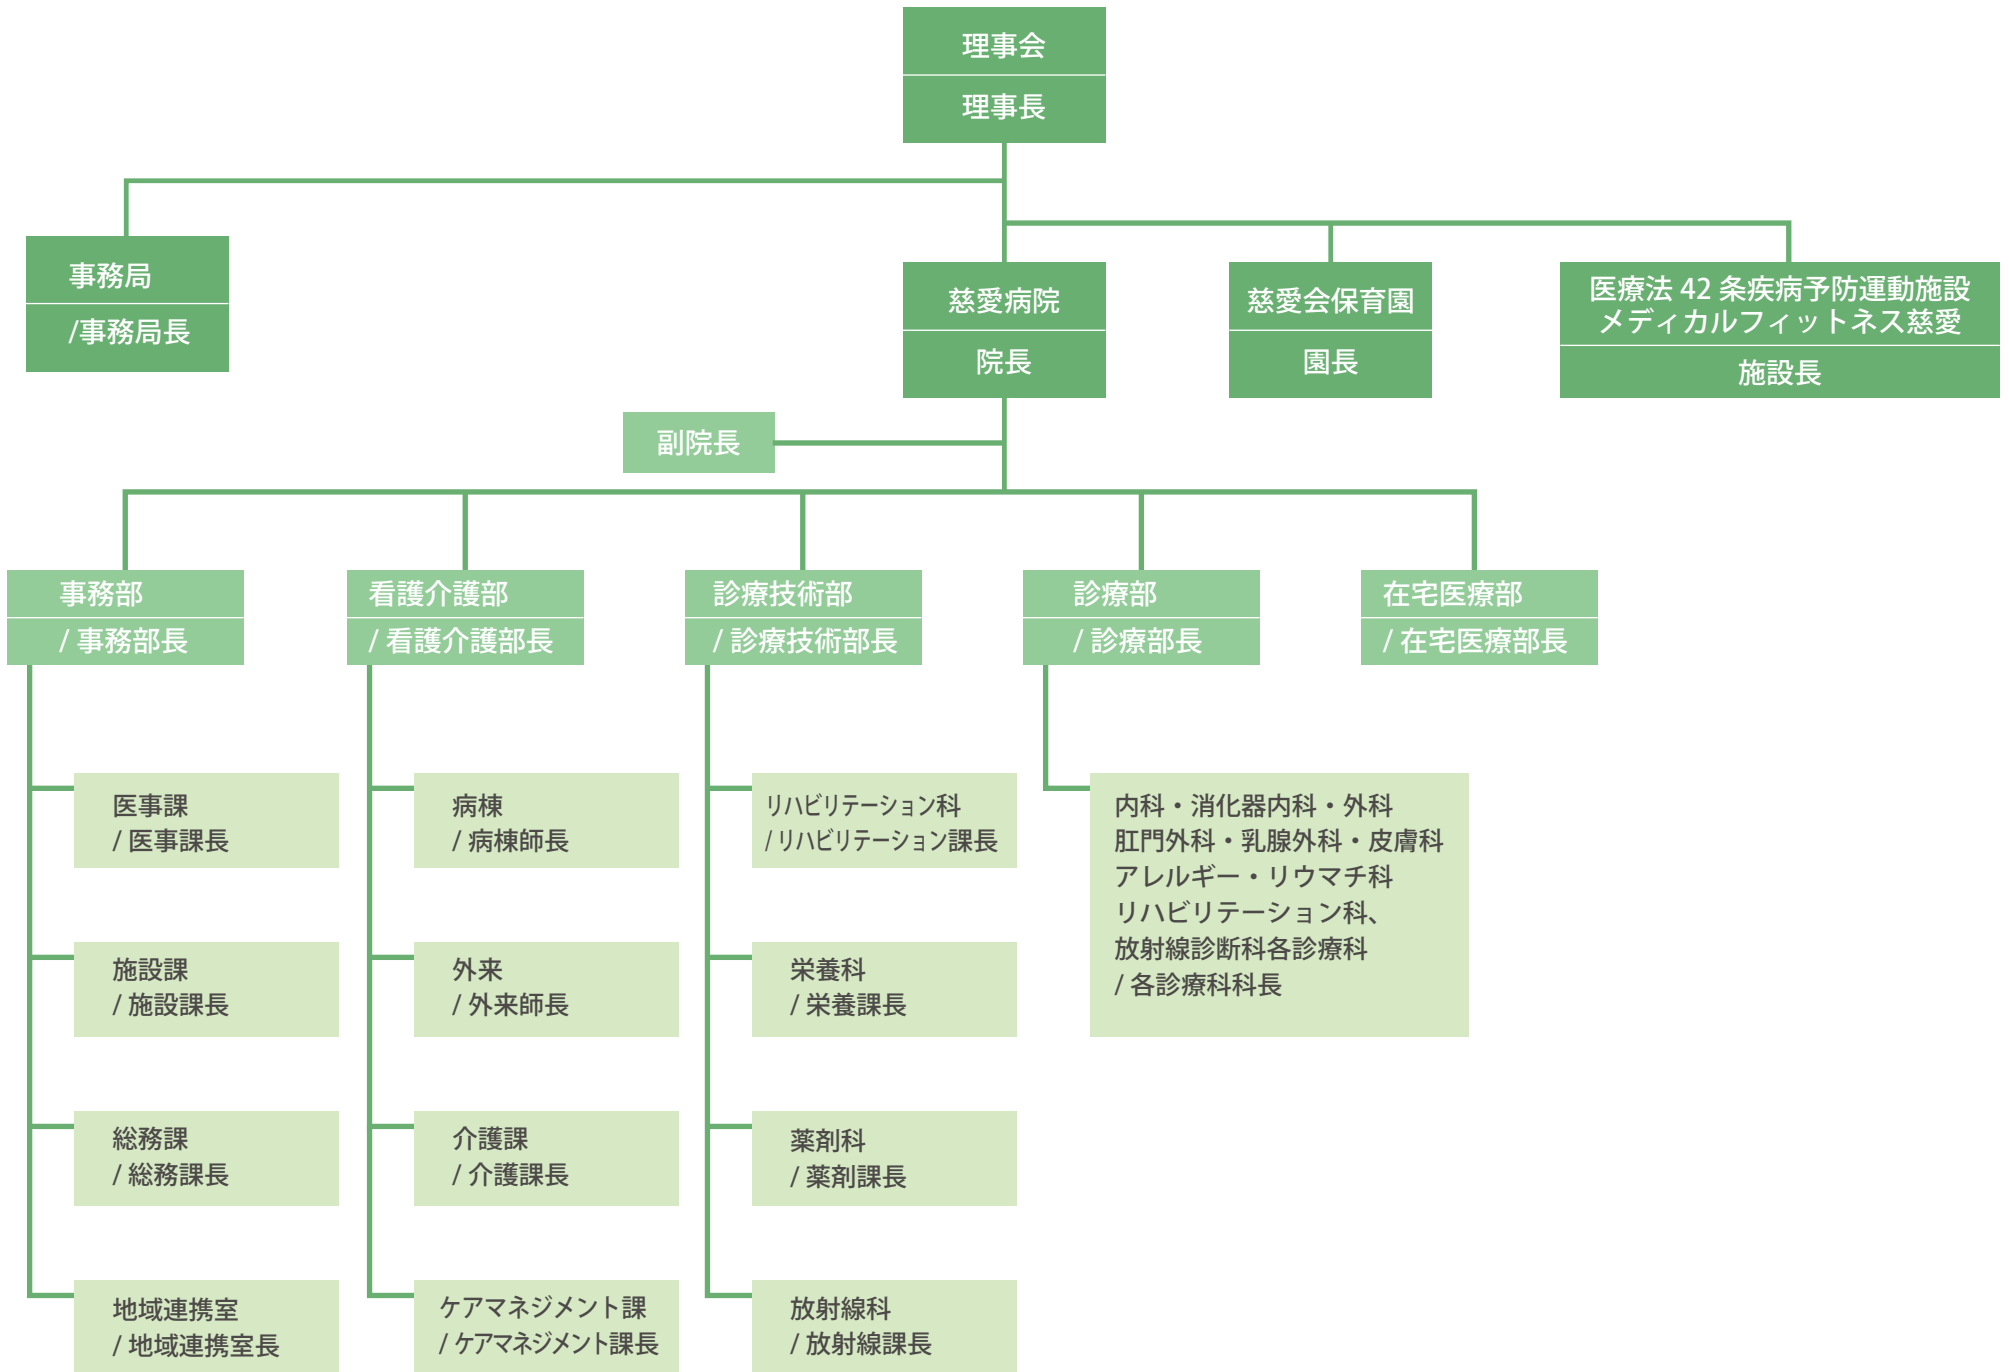 理事会
理事長
事務局
/事務局長
慈愛病院
院長
慈愛会保育園
園長
医療法 42 条疾病予防運動施設
メディカルフィットネス慈愛
施設長
副院長
事務部
/ 事務部長
看護介護部
/ 看護介護部長
診療技術部
/ 診療技術部長
診療部
/ 診療部長
在宅医療部
/ 在宅医療部長
医事課
/ 医事課長
施設課
/ 施設課長
総務課
/ 総務課長
地域連携室
/ 地域連携室長
病棟
/ 病棟師長
外来
/ 外来師長
介護課
/ 介護課長
ケアマネジメント課
/ ケアマネジメント課長
リハビリテーション科
/ リハビリテーション課長
栄養科
/ 栄養課長
薬剤科
/ 薬剤課長
放射線科
/ 放射線課長
内科・消化器内科・外科
肛門外科・乳腺外科・皮膚科
アレルギー・リウマチ科
リハビリテーション科、
放射線診断科各診療科
/ 各診療科科長